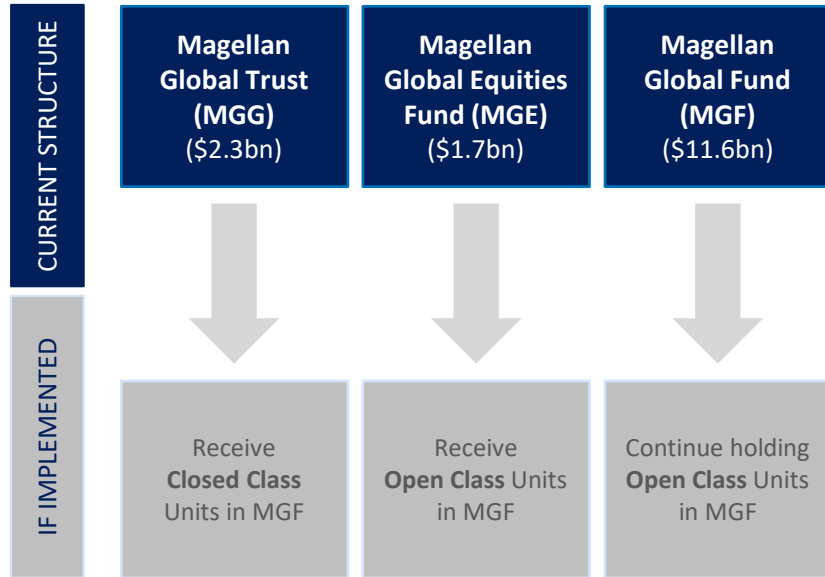 CURRENT STRUCTURE
Magellan
Global Trust
(MGG)
($2.3bn)
Magellan
Global Equities
Fund (MGE)
($1.7bn)
Magellan
Global Fund
(MGF)
($11.6bn)
IF IMPLEMENTED
Receive
Closed Class
Units in MGF
Receive
Open Class Units
in MGF
Continue holding
Open Class Units
in MGF